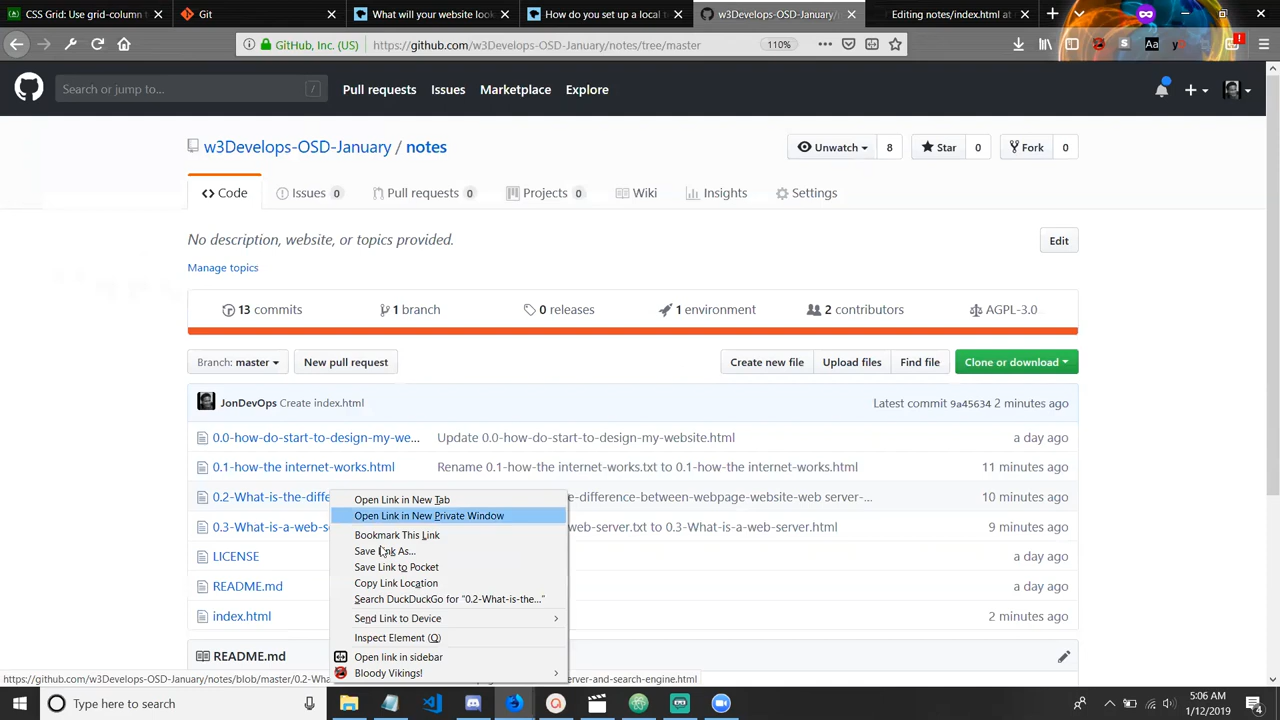 CSS Grid: Use grid-column t
Git
What will your website look
How do you set up a local te
w3Develops-OSD-January/
Editing notes/index.html at
GitHub, Inc. (US)
https://github.com/w3Develops-OSD-January/notes/tree/master
110%
Search or jump to...
/
Pull requests
Issues
Marketplace
Explore
w3Develops-OSD-January / notes
Unwatch
8
Star
0
Fork
0
Code
Issues 0
Pull requests 0
Projects 0
Wiki
Insights
Settings
No description, website, or topics provided.
Edit
Manage topics
13 commits
1 branch
0 releases
1 environment
2 contributors
AGPL-3.0
Branch: master
New pull request
Create new file
Upload files
Find file
Clone or download
JonDevOps Create index.html
Latest commit 9a45634 2 minutes ago
0.0-how-do-start-to-design-my-we...
Update 0.0-how-do-start-to-design-my-website.html
a day ago
0.1-how-the internet-works.html
Rename 0.1-how-the internet-works.txt to 0.1-how-the internet-works.html
11 minutes ago
0.2-What-is-the-diffe
e-difference-between-webpage-website-web server-...
10 minutes ago
0.3-What-is-a-web-s
web-server.txt to 0.3-What-is-a-web-server.html
9 minutes ago
LICENSE
a day ago
README.md
a day ago
index.html
2 minutes ago
Open Link in New Tab
Open Link in New Private Window
Bookmark This Link
Save Link As...
Save Link to Pocket
Copy Link Location
Search DuckDuckGo for "0.2-What-is-the-..."
Send Link to Device
Inspect Element (Q)
Open link in sidebar
Bloody Vikings!
README.md
https://github.com/w3Develops-OSD-January/notes/blob/master/0.2-What-
server-and-search-engine.html
Type here to search
5:06 AM
1/12/2019
4